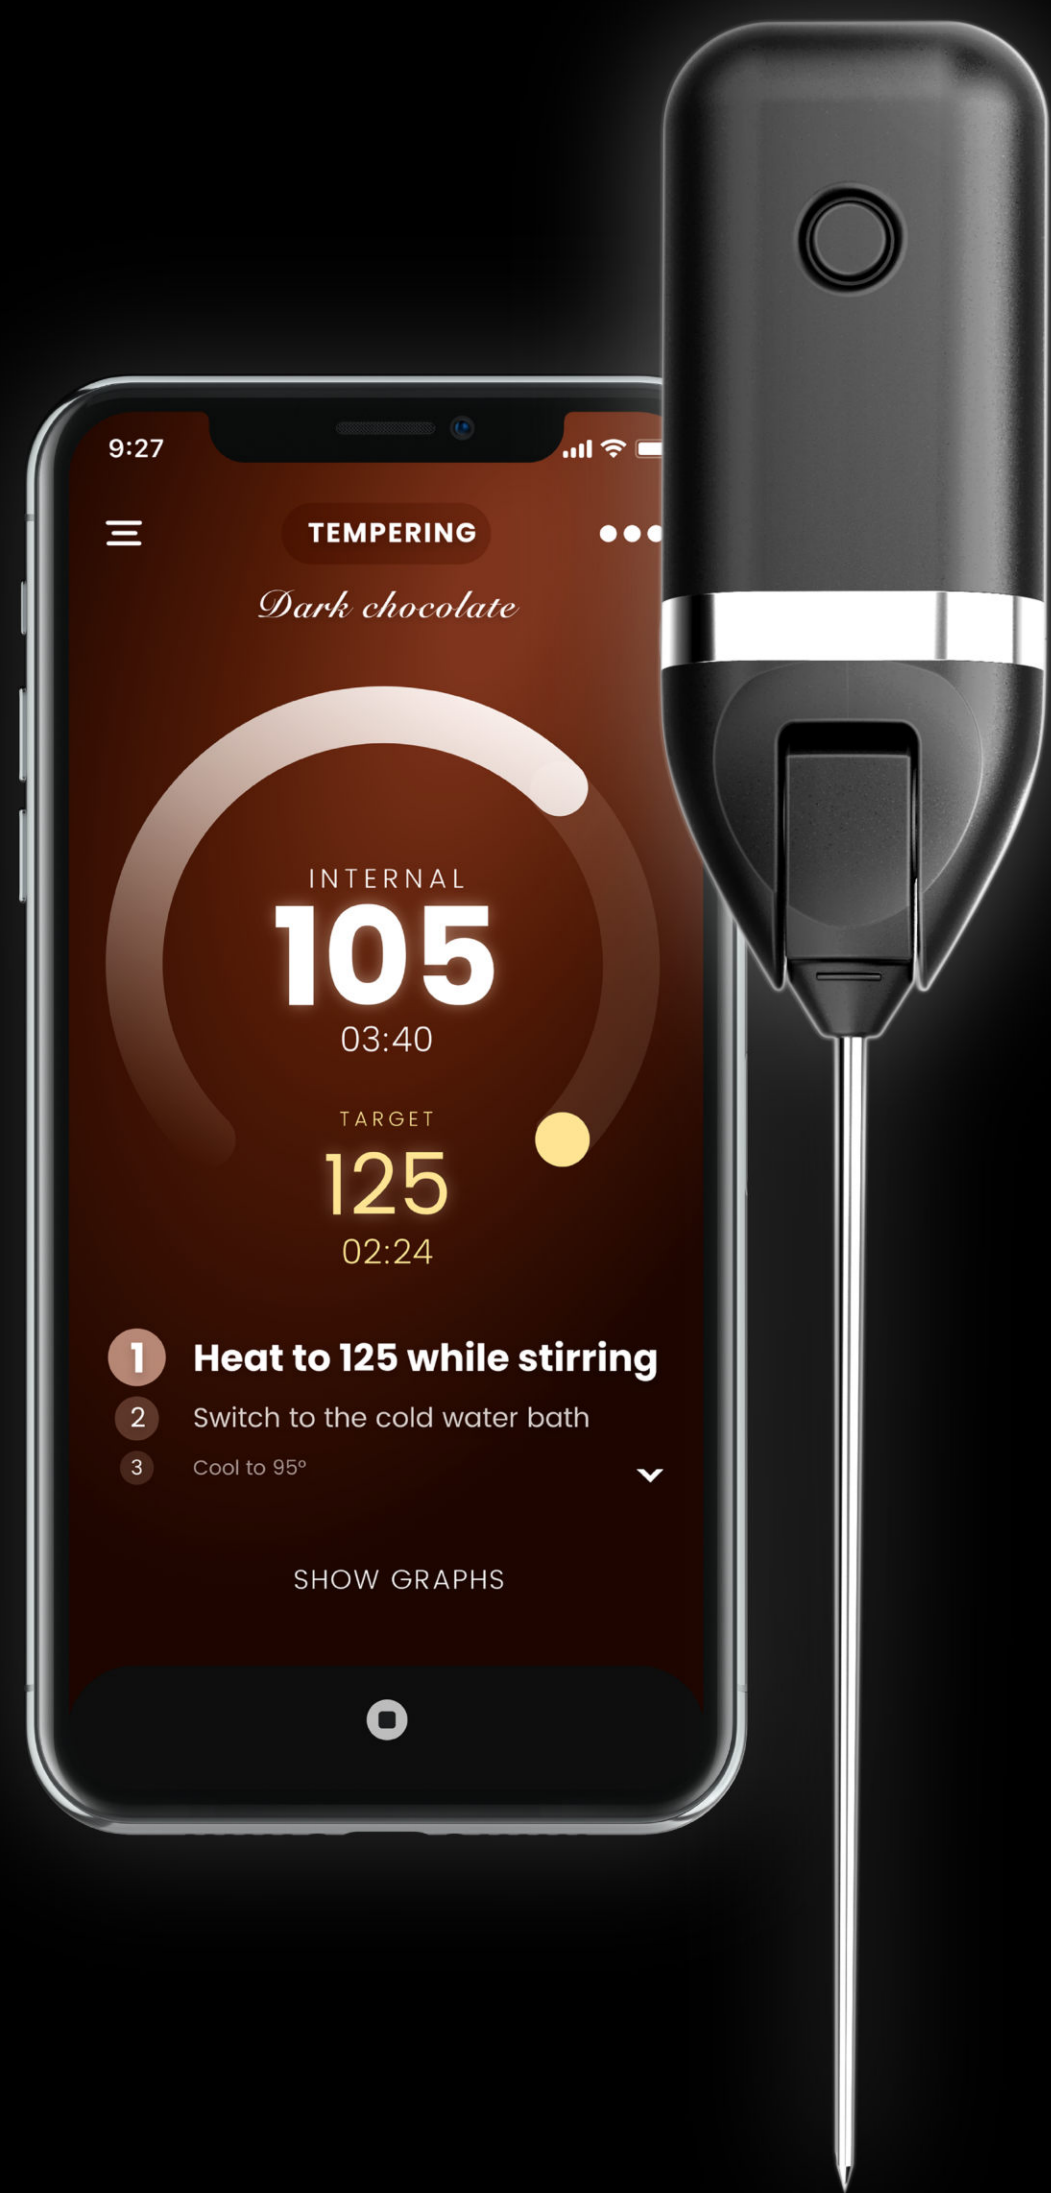 9:27
TEMPERING
Dark chocolate
INTERNAL
105
03:40
TARGET
125
02:24
1 Heat to 125 while stirring
2 Switch to the cold water bath
3 Cool to 95°
SHOW GRAPHS